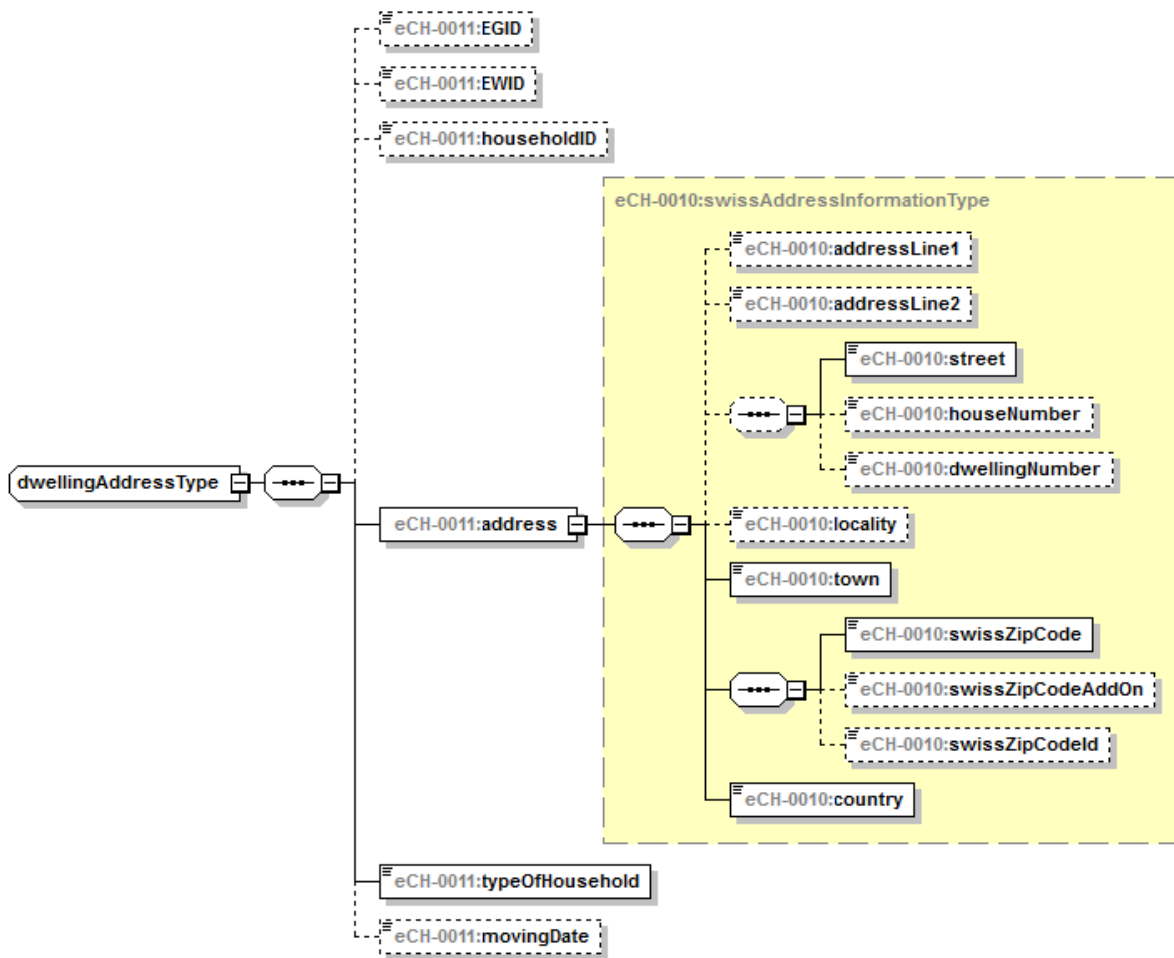 eCH-0011:EGID
eCH-0011:EWID
eCH-0011:householdID
eCH-0010:swissAddressInformationType
eCH-0010:addressLine1
eCH-0010:addressLine2
eCH-0010:street
eCH-0010:houseNumber
eCH-0010:dwellingNumber
dwellingAddressType
eCH-0011:address
eCH-0010:locality
eCH-0010:town
eCH-0010:swissZipCode
eCH-0010:swissZipCodeAddOn
eCH-0010:swissZipCodeId
eCH-0010:country
eCH-0011:typeOfHousehold
eCH-0011:movingDate